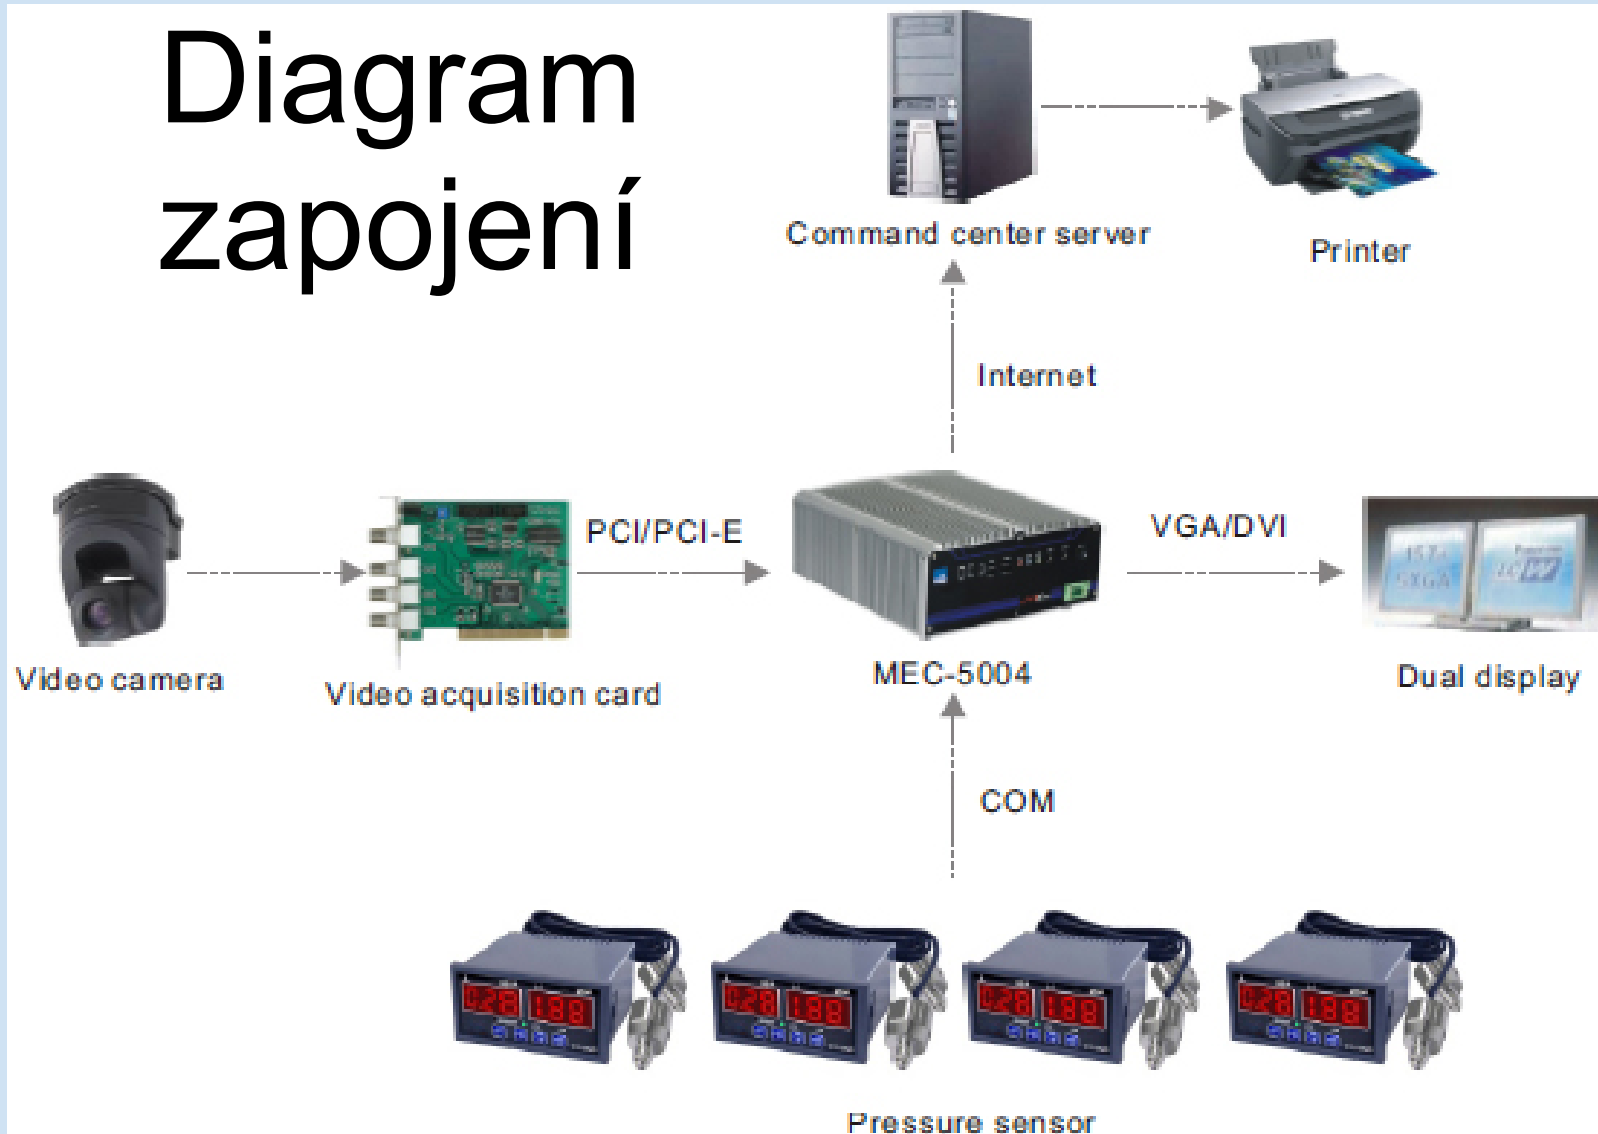 Diagram
zapojení
Command center server
Printer
Internet
PCI/PCI-E
VGA/DVI
Video camera
Video acquisition card
MEC-5004
Dual display
COM
Pressure sensor